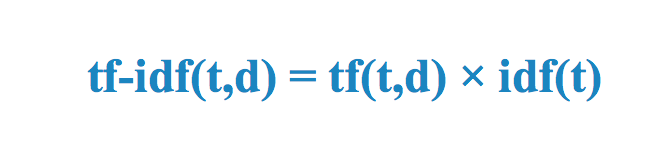 tf-idf(t,d) = tf(t,d) × idf(t)